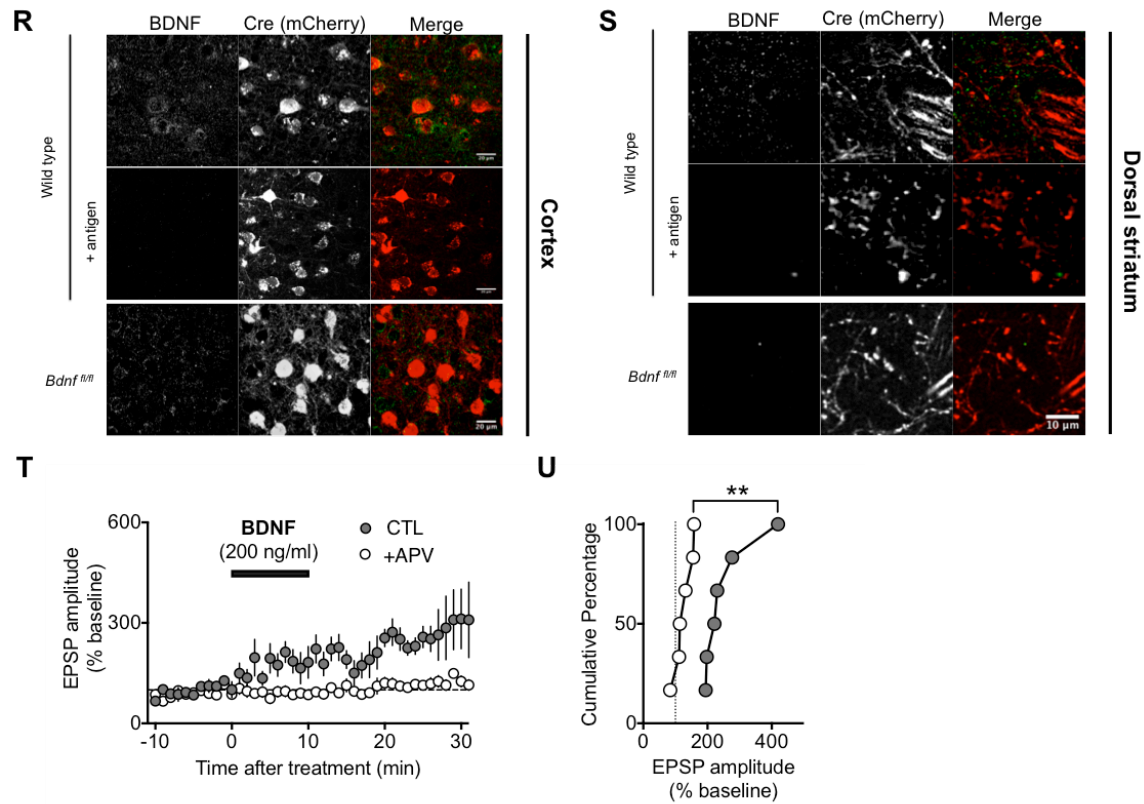 R
BDNF Cre (mCherry) Merge
Wild type
+ antigen
Bdnf fl/fl
20 µm
20 µm
Cortex
S
BDNF Cre (mCherry) Merge
Wild type
+ antigen
Bdnf fl/fl
10 µm
Dorsal striatum
T
BDNF
(200 ng/ml)
CTL
+APV
EPSP amplitude
(% baseline)
600
300
0
-10 0 10 20 30
Time after treatment (min)
U
**
Cumulative Percentage
100
50
0
0 200 400
EPSP amplitude
(% baseline)